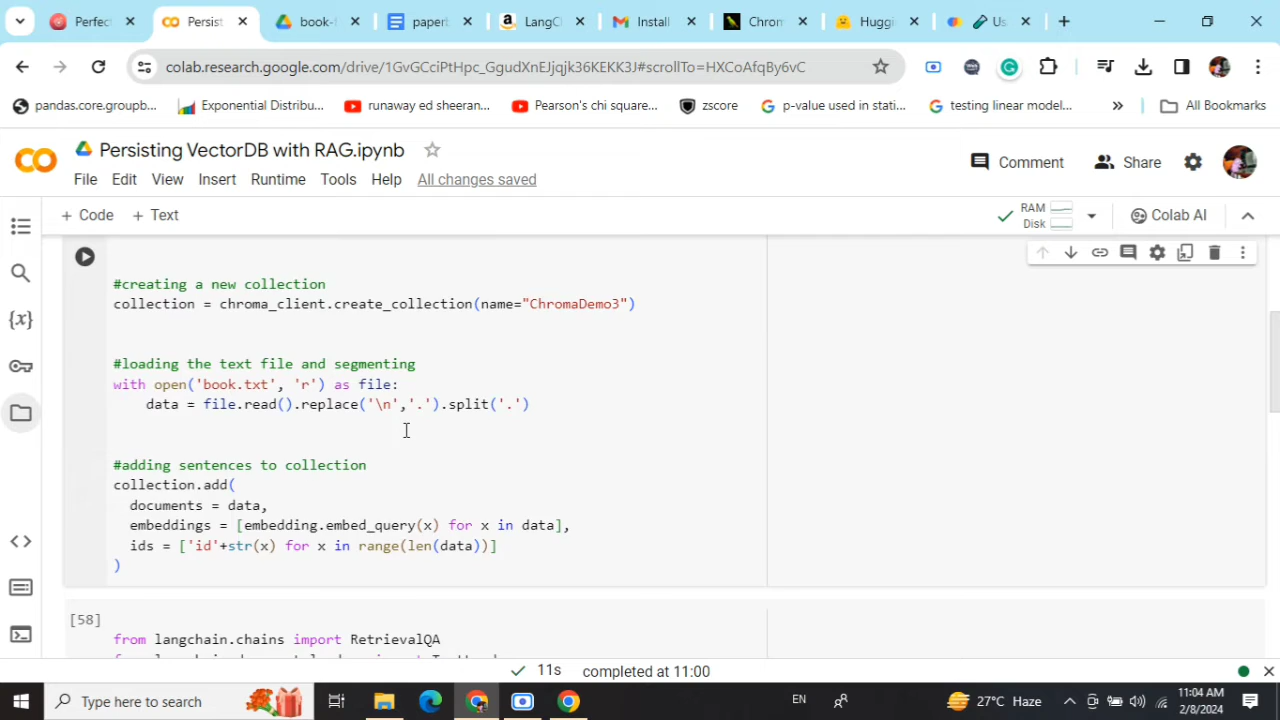 Perfect
Persist
book-t
papert
LangCl
Install
Chrom
Huggi
Us
colab.research.google.com/drive/1GvGCciPtHpc_GgudXnEJjqjk36KEKK3J#scrollTo=HXCoAfqBy6vC
pandas.core.groupb...
Exponential Distribu...
runaway ed sheeran...
Pearson's chi square...
zscore
p-value used in stati...
testing linear model...
»
All Bookmarks
CO
Persisting VectorDB with RAG.ipynb
Comment
Share
File Edit View Insert Runtime Tools Help All changes saved
+ Code + Text
RAM
Disk
Colab AI
#creating a new collection
collection = chroma_client.create_collection(name="ChromaDemo3")
#loading the text file and segmenting
with open('book.txt', 'r') as file:
data = file.read().replace('\n','.').split('.')
#adding sentences to collection
collection.add(
documents = data,
embeddings = [embedding.embed_query(x) for x in data],
ids = ['id'+str(x) for x in range(len(data))]
)
[58]
from langchain.chains import RetrievalQA
11s completed at 11:00
Type here to search
EN
27°C Haze
11:04 AM
2/8/2024